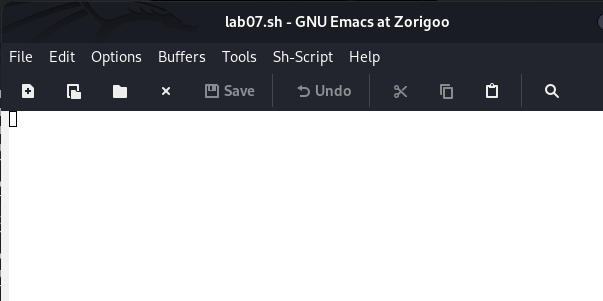 lab07.sh - GNU Emacs at Zorigoo
File Edit Options Buffers Tools Sh-Script Help
Save Undo